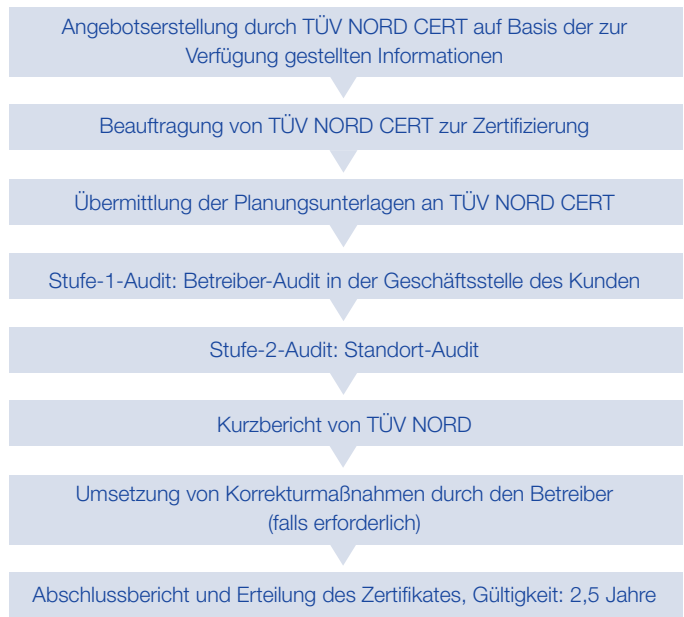 Angebotserstellung durch TÜV NORD CERT auf Basis der zur
Verfügung gestellten Informationen
Beauftragung von TÜV NORD CERT zur Zertifizierung
Übermittlung der Planungsunterlagen an TÜV NORD CERT
Stufe-1-Audit: Betreiber-Audit in der Geschäftsstelle des Kunden
Stufe-2-Audit: Standort-Audit
Kurzbericht von TÜV NORD
Umsetzung von Korrekturmaßnahmen durch den Betreiber
(falls erforderlich)
Abschlussbericht und Erteilung des Zertifikates, Gültigkeit: 2,5 Jahre